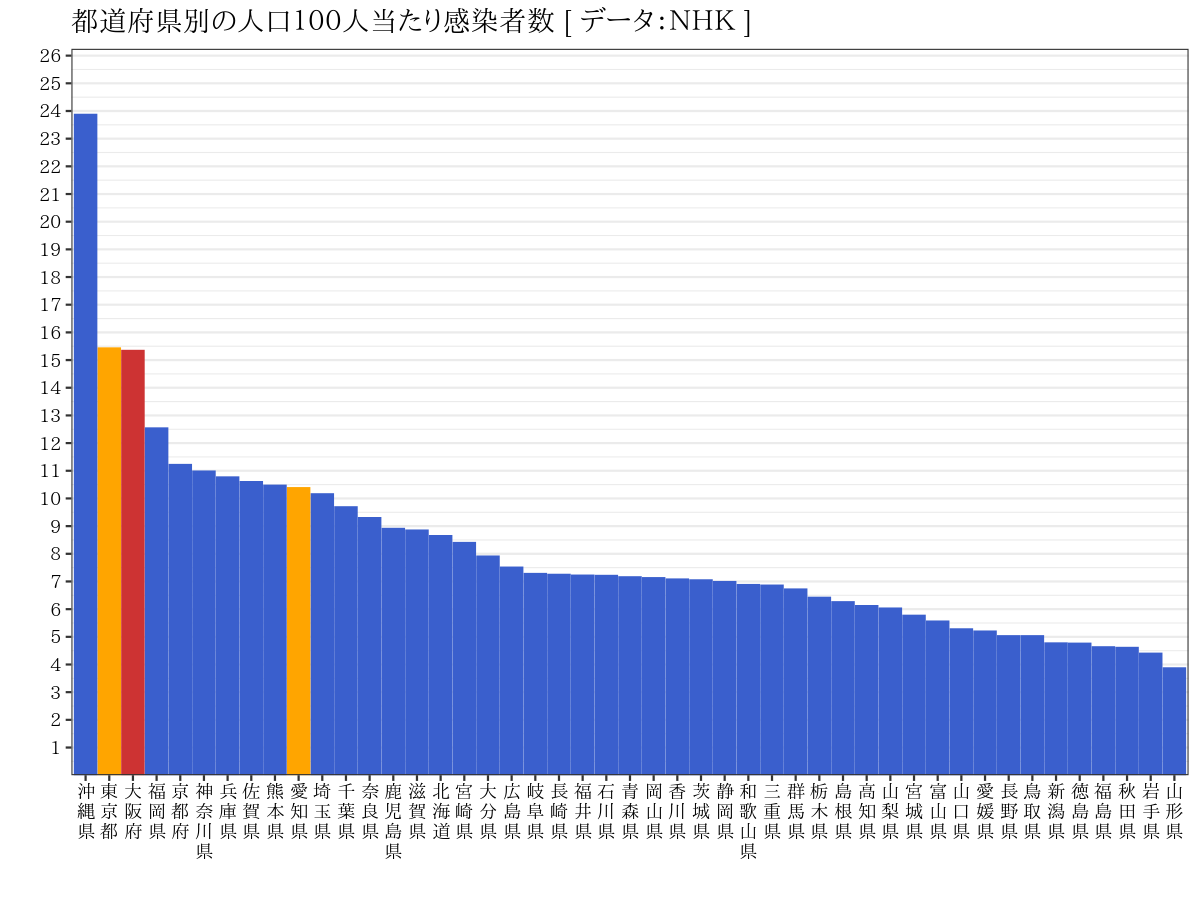 都道府県別の人口100人当たり感染者数 [ データ:NHK ]
26
25
24
23
22
21
20
19
18
17
16
15
14
13
12
11
10
9
8
7
6
5
4
3
2
1
沖縄県
東京都
大阪府
福岡県
京都府
神奈川県
兵庫県
佐賀県
熊本県
愛知県
埼玉県
千葉県
奈良県
鹿児島県
滋賀県
北海道
宮崎県
大分県
広島県
岐阜県
長崎県
福井県
石川県
青森県
岡山県
香川県
茨城県
静岡県
和歌山県
三重県
群馬県
栃木県
島根県
高知県
山梨県
宮城県
富山県
山口県
愛媛県
長野県
鳥取県
新潟県
徳島県
福島県
秋田県
岩手県
山形県